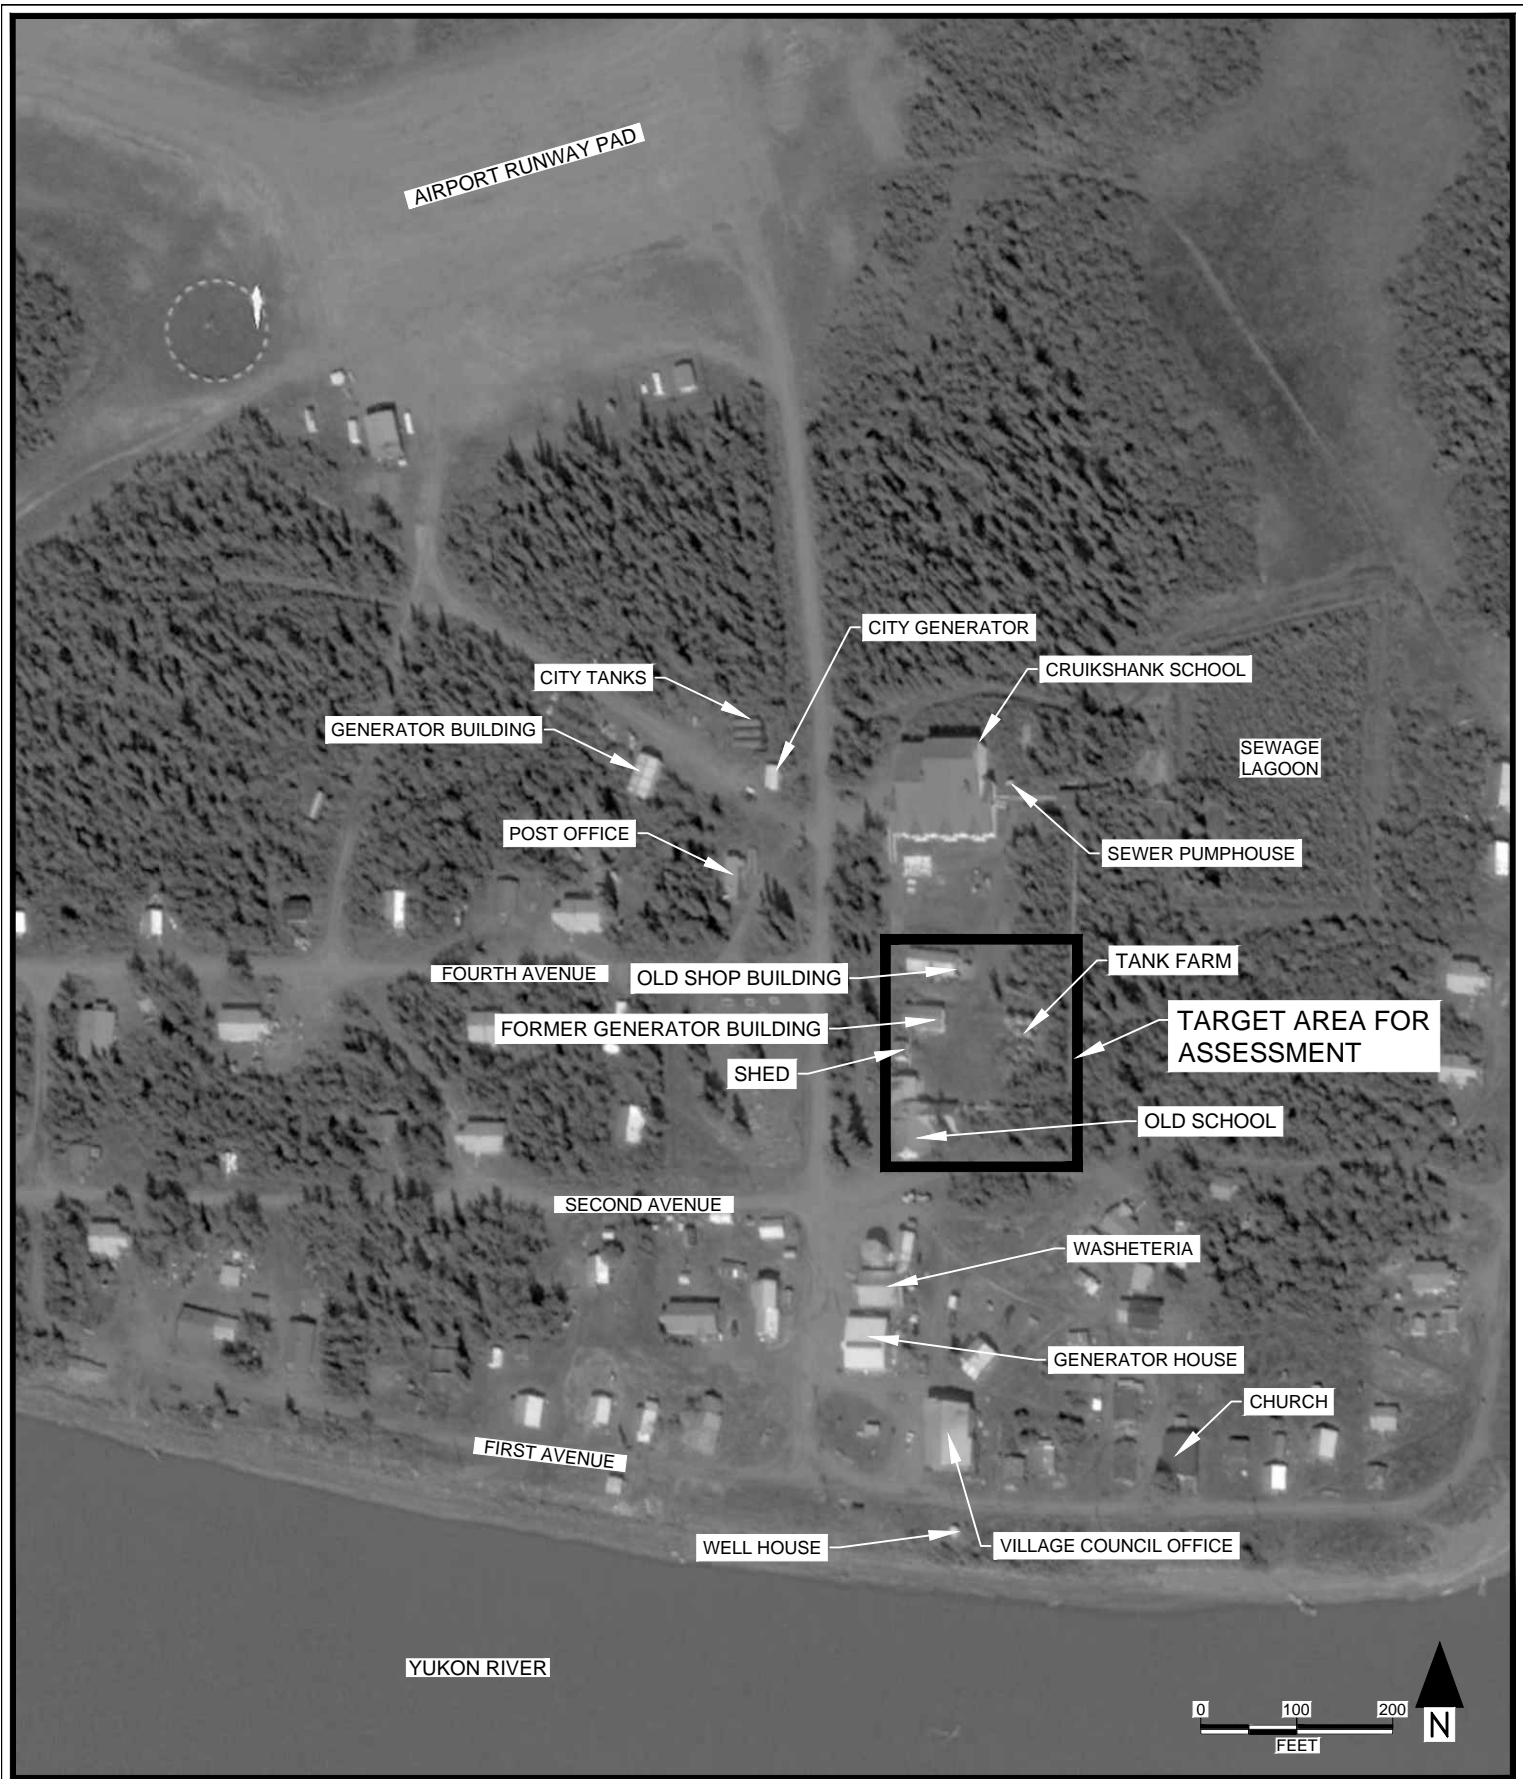 AIRPORT RUNWAY PAD
CITY GENERATOR
CITY TANKS
CRUIKSHANK SCHOOL
GENERATOR BUILDING
SEWAGE
LAGOON
POST OFFICE
SEWER PUMPHOUSE
FOURTH AVENUE
OLD SHOP BUILDING
TANK FARM
FORMER GENERATOR BUILDING
TARGET AREA FOR
ASSESSMENT
SHED
OLD SCHOOL
SECOND AVENUE
WASHETERIA
GENERATOR HOUSE
CHURCH
FIRST AVENUE
WELL HOUSE
VILLAGE COUNCIL OFFICE
YUKON RIVER
0 100 200
FEET
N